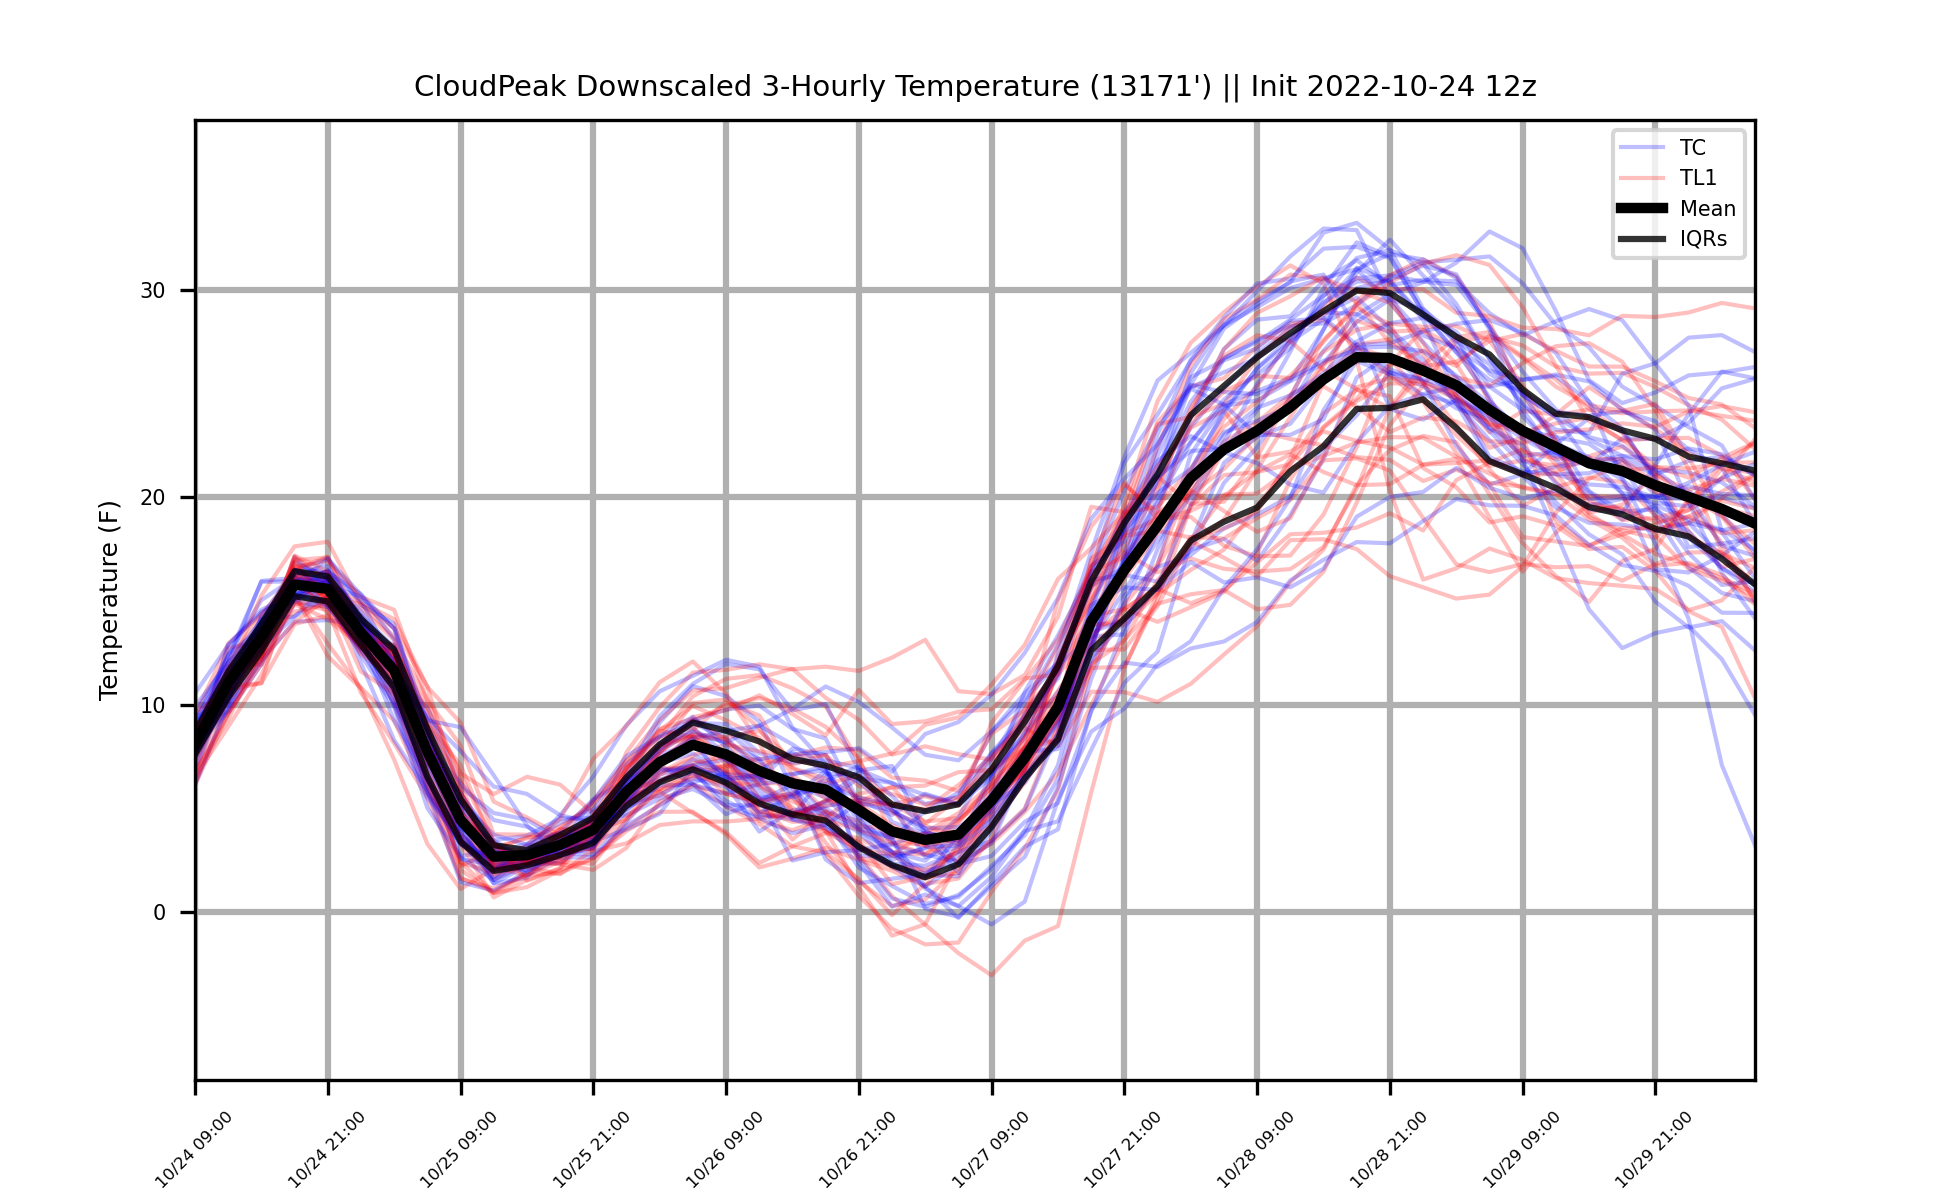 CloudPeak Downscaled 3-Hourly Temperature (13171') || Init 2022-10-24 12z
TC
TL1
Mean
IQRs
Temperature (F)
30
20
10
0
10/24 09:00
10/24 21:00
10/25 09:00
10/25 21:00
10/26 09:00
10/26 21:00
10/27 09:00
10/27 21:00
10/28 09:00
10/28 21:00
10/29 09:00
10/29 21:00